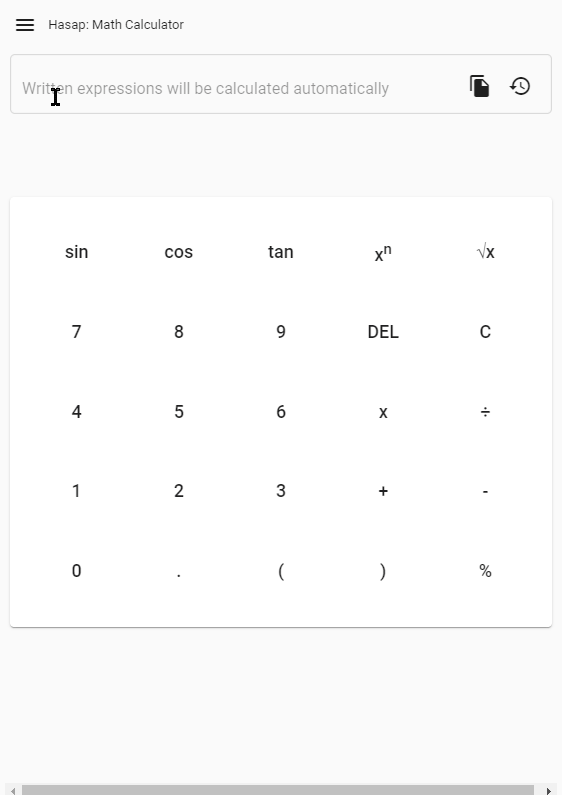 Hasap: Math Calculator
Written expressions will be calculated automatically
sin cos tan xⁿ √x
7 8 9 DEL C
4 5 6 x ÷
1 2 3 + -
0 . ( ) %